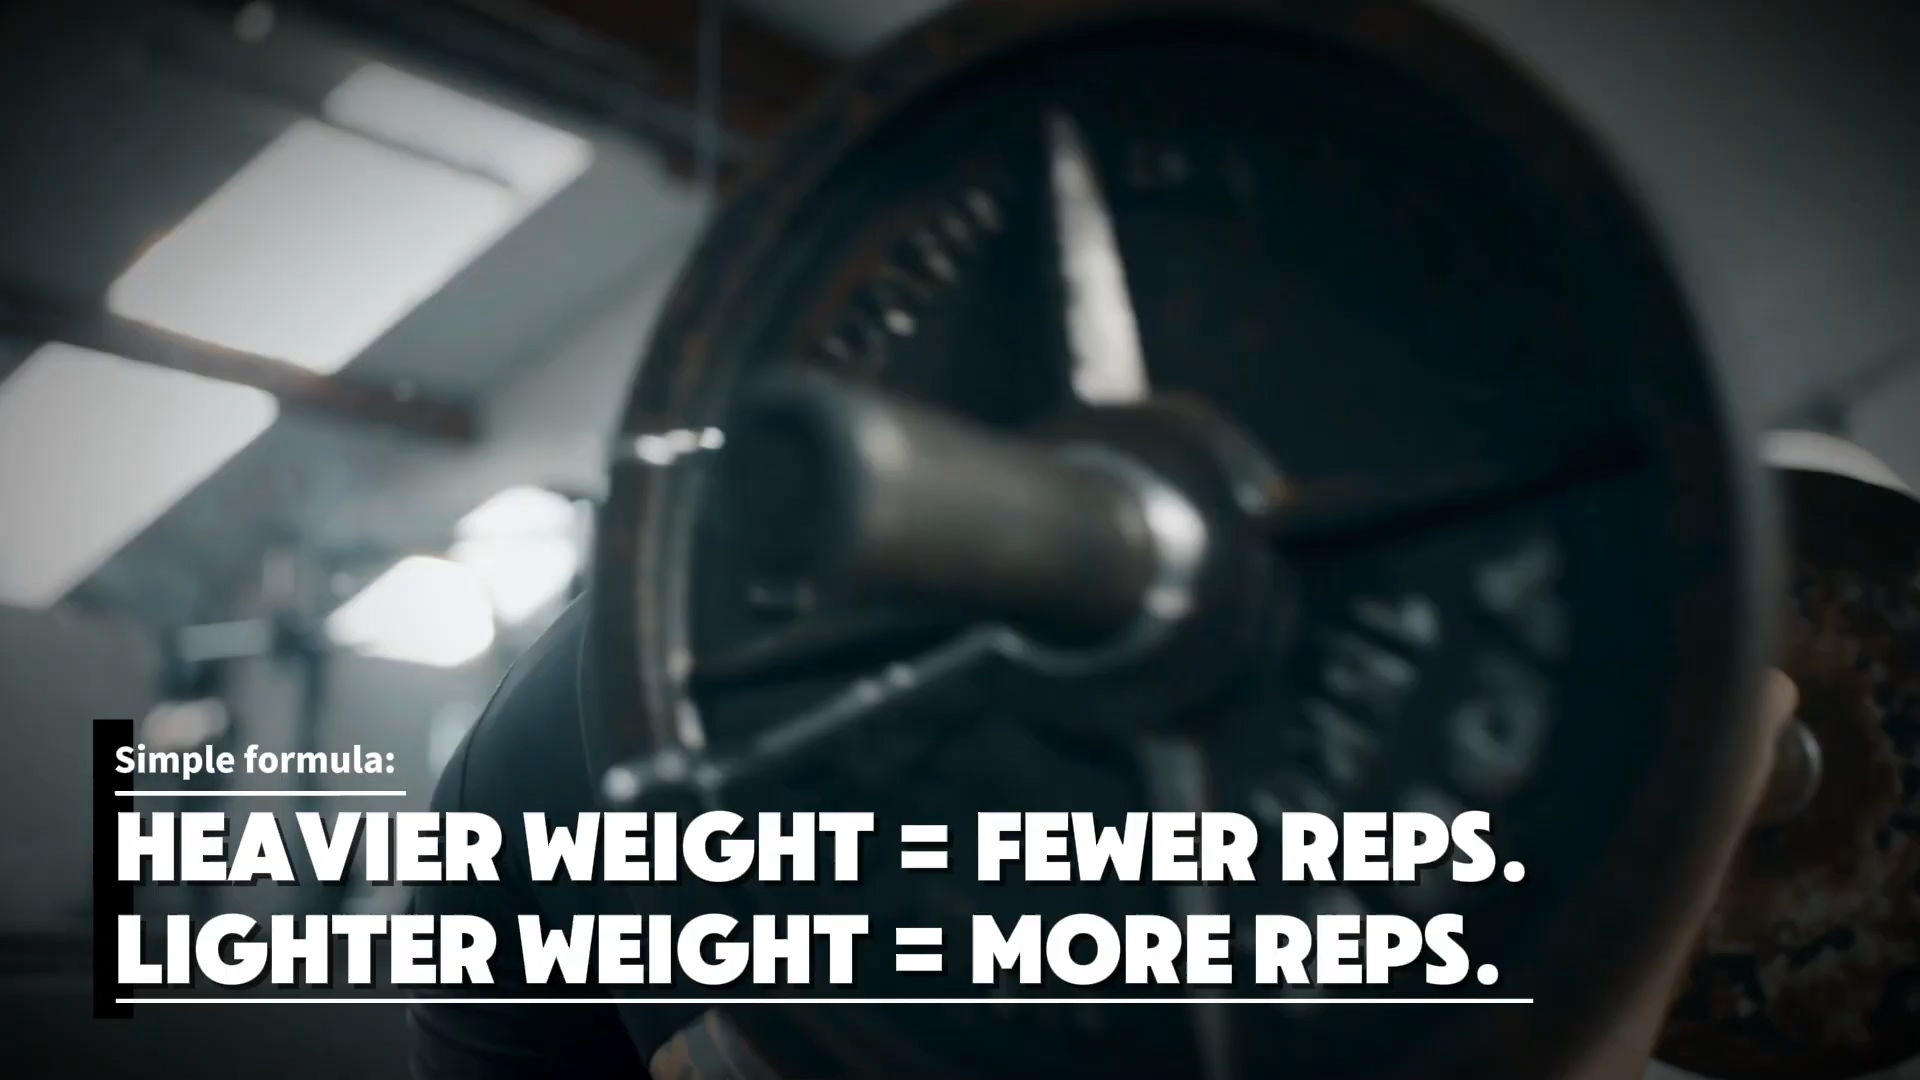 Simple formula:
HEAVIER WEIGHT = FEWER REPS.
LIGHTER WEIGHT = MORE REPS.